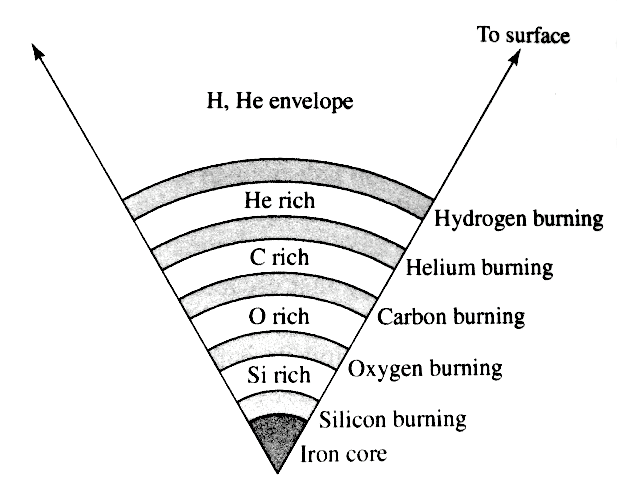 To surface
H, He envelope
He rich
Hydrogen burning
C rich
Helium burning
O rich
Carbon burning
Si rich
Oxygen burning
Silicon burning
Iron core